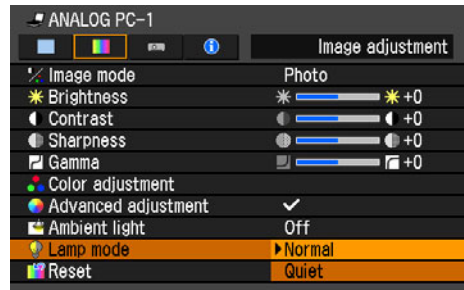 ANALOG PC-1
Image adjustment
Image mode Photo
Brightness +0
Contrast +0
Sharpness +0
Gamma +0
Color adjustment
Advanced adjustment
Ambient light Off
Lamp mode Normal
Reset Quiet